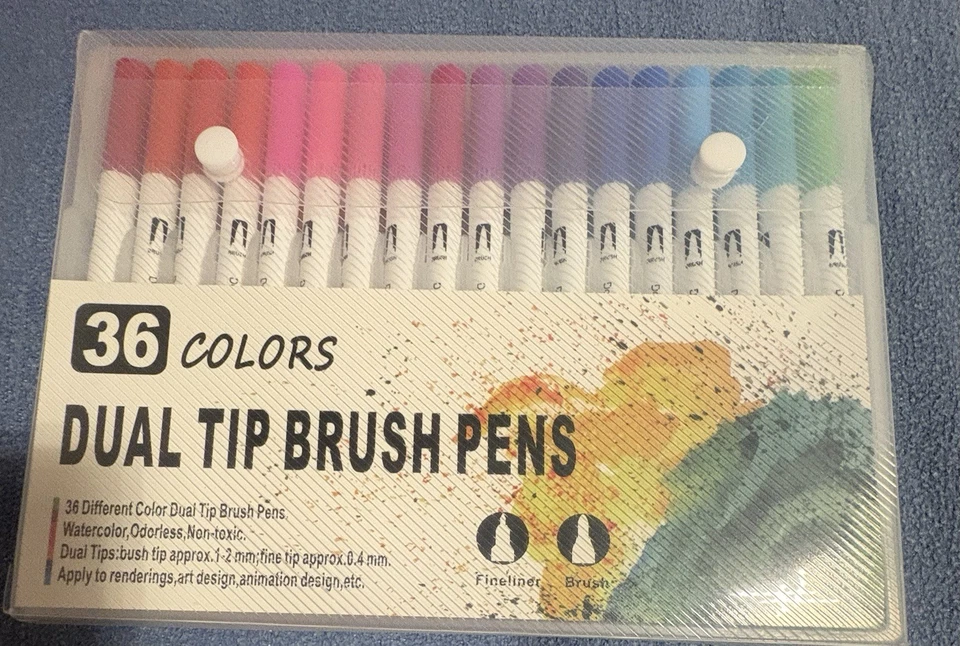 36 COLORS
DUAL TIP BRUSH PENS
36 Different Color Dual Tip Brush Pens.
Watercolor,Odorless,Non-toxic.
Dual Tips:bush tip approx.1-2 mm;fine tip approx.0.4 mm.
Apply to renderings,art design,animation design,etc.
Fineliner Brush